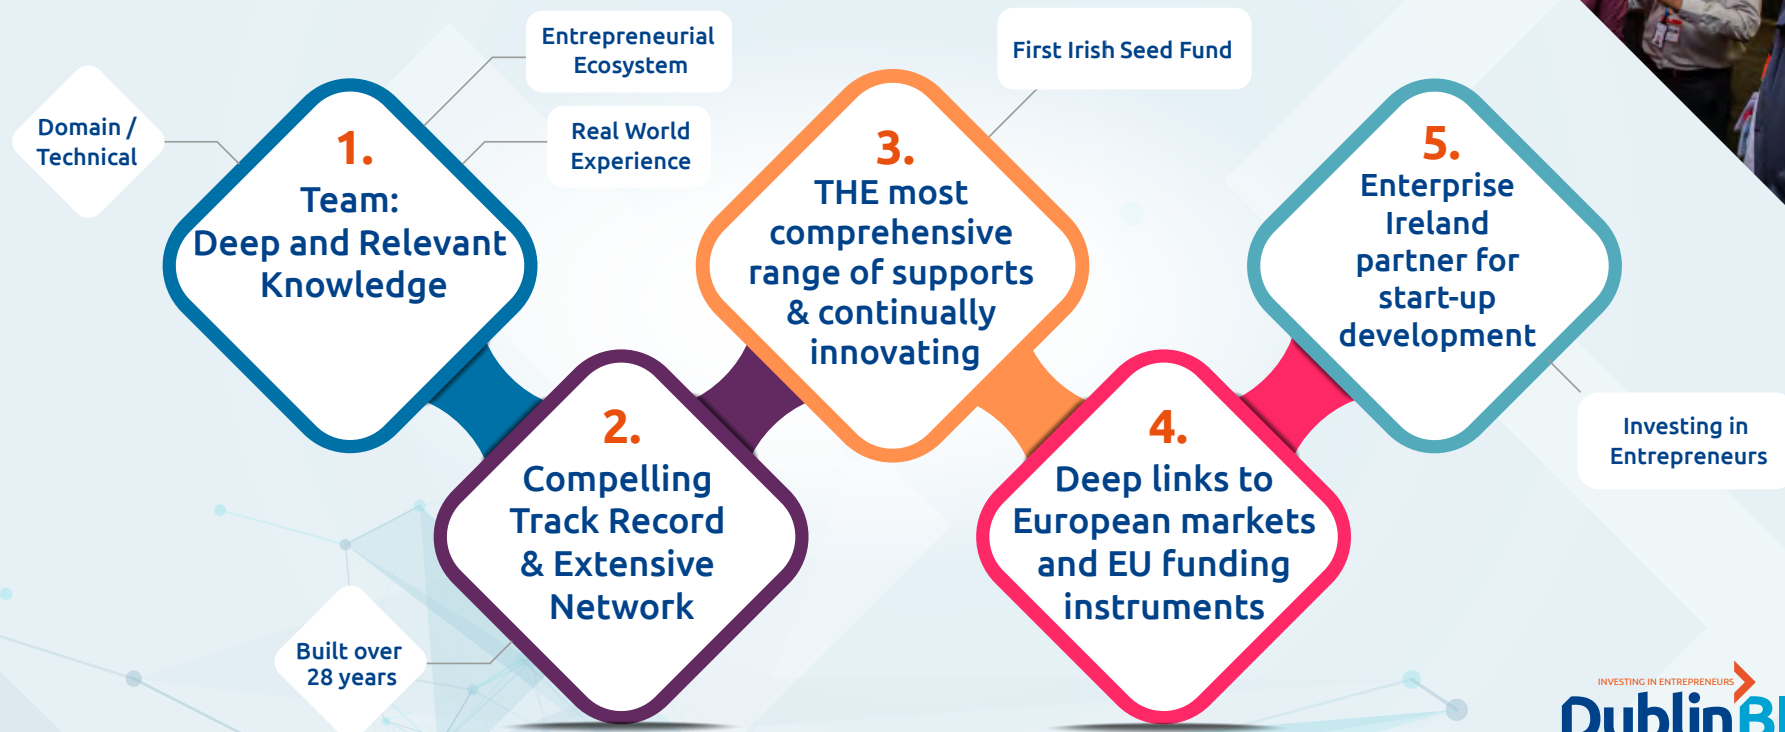 Domain /
Technical
Entrepreneurial
Ecosystem
Real World
Experience
1.
Team:
Deep and Relevant
Knowledge
Built over
28 years
2.
Compelling
Track Record
& Extensive
Network
First Irish Seed Fund
3.
THE most
comprehensive
range of supports
& continually
innovating
4.
Deep links to
European markets
and EU funding
instruments
5.
Enterprise
Ireland
partner for
start-up
development
Investing in
Entrepreneurs
INVESTING IN ENTREPRENEURS
Dublin